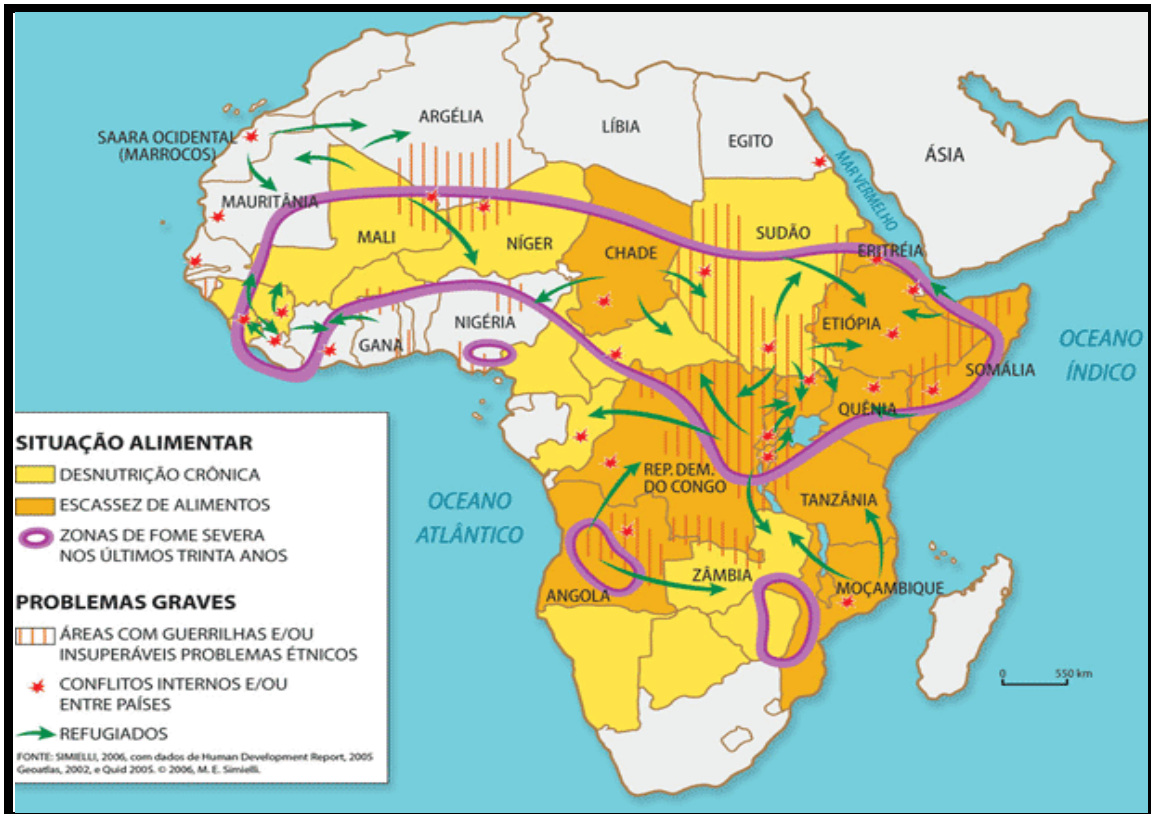 ARGÉLIA
LÍBIA
EGITO
ÁSIA
SAARA OCIDENTAL
(MARROCOS)
MAR VERMELHO
MAURITÂNIA
MALI
NÍGER
CHADE
SUDÃO
ERITRÉIA
NIGÉRIA
GANA
ETIÓPIA
SOMÁLIA
OCEANO
ÍNDICO
QUÊNIA
REP. DEM.
DO CONGO
TANZÂNIA
OCEANO
ATLÂNTICO
ANGOLA
ZÂMBIA
MOÇAMBIQUE
0 550 km
SITUAÇÃO ALIMENTAR
DESNUTRIÇÃO CRÔNICA
ESCASSEZ DE ALIMENTOS
ZONAS DE FOME SEVERA
NOS ÚLTIMOS TRINTA ANOS
PROBLEMAS GRAVES
ÁREAS COM GUERRILHAS E/OU
INSUPERÁVEIS PROBLEMAS ÉTNICOS
CONFLITOS INTERNOS E/OU
ENTRE PAÍSES
REFUGIADOS
FONTE: SIMIELLI, 2006, com dados de Human Development Report, 2005
Geoatlas, 2002, e Quid 2005. © 2006, M. E. Simielli.